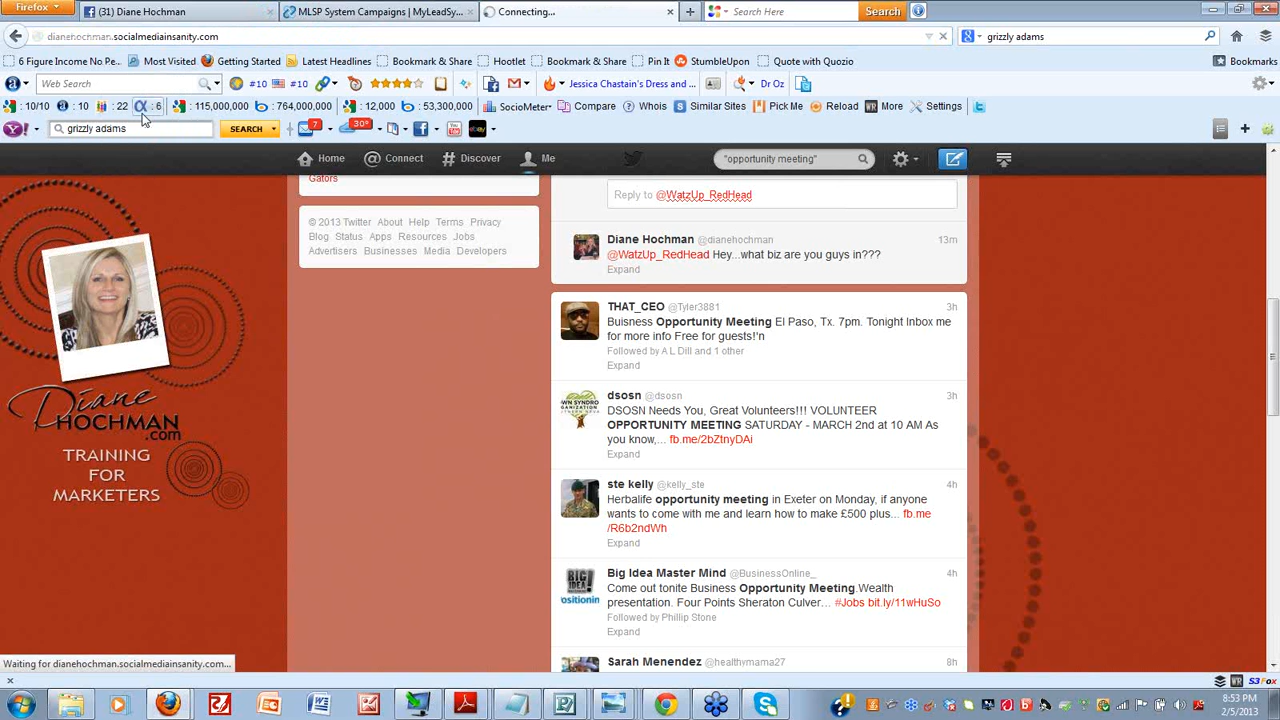 Firefox
(31) Diane Hochman
MLSP System Campaigns | MyLeadSy...
Connecting...
Search Here
Search
dianehochman.socialmediainsanity.com
grizzly adams
6 Figure Income No Pe...
Most Visited
Getting Started
Latest Headlines
Bookmark & Share
Bookmark & Share
Pin It
StumbleUpon
Quote with Quozio
Bookmarks
Web Search
#10
#10
Jessica Chastain's Dress and ...
Dr Oz
: 10/10
: 10
: 22
: 6
: 115,000,000
: 764,000,000
: 12,000
: 53,300,000
SocioMeter
Compare
Whois
Similar Sites
Pick Me
Reload
More
Settings
grizzly adams
SEARCH
7
30°
Home
Connect
Discover
Me
"opportunity meeting"
Gators
© 2013 Twitter About Help Terms Privacy
Blog Status Apps Resources Jobs
Advertisers Businesses Media Developers
Reply to @WatzUp_RedHead
Diane Hochman @dianehochman 13m
@WatzUp_RedHead Hey...what biz are you guys in???
Expand
THAT_CEO @Tyler3881 3h
Buisness Opportunity Meeting El Paso, Tx. 7pm. Tonight Inbox me
for more info Free for guests!'n
Followed by A L Dill and 1 other
Expand
dsosn @dsosn 3h
DSOSN Needs You, Great Volunteers!!! VOLUNTEER
OPPORTUNITY MEETING SATURDAY - MARCH 2nd at 10 AM As
you know,... fb.me/2bZtnyDAi
Expand
ste kelly @kelly_ste 4h
Herbalife opportunity meeting in Exeter on Monday, if anyone
wants to come with me and learn how to make £500 plus... fb.me
/R6b2ndWh
Expand
Big Idea Master Mind @BusinessOnline_ 4h
Come out tonite Business Opportunity Meeting.Wealth
presentation. Four Points Sheraton Culver... #Jobs bit.ly/11wHuSo
Followed by Phillip Stone
Expand
Sarah Menendez @healthymama27 8h
Diane
HOCHMAN
.com
TRAINING
FOR
MARKETERS
Waiting for dianehochman.socialmediainsanity.com...
S3 Fox
8:53 PM
2/5/2013